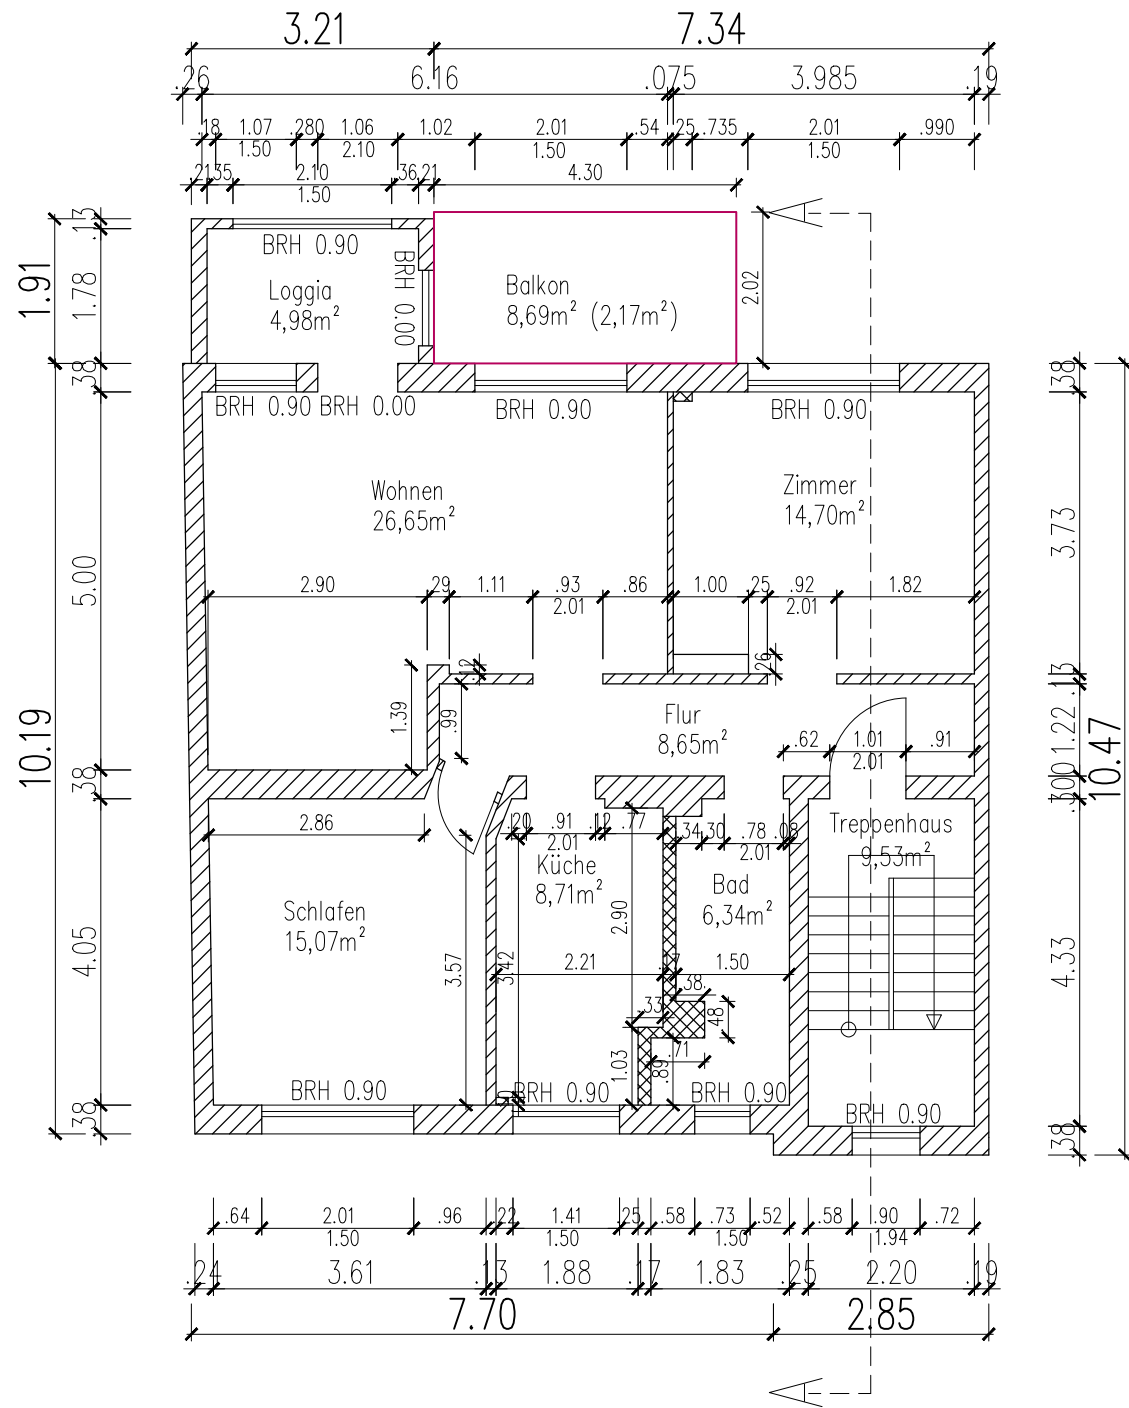 3.21 7.34
.26 6.16 .075 3.985 .19
.18 1.07 .280 1.06 1.02 2.01 .54 .25 .735 2.01 .990
1.50 2.10 1.50 1.50
.21 .35 2.10 .36 .21 4.30
1.50
.13
BRH 0.90
BRH 0.00
1.91
1.78
Loggia
4,98m²
Balkon
8,69m² (2,17m²)
2.02
.38
.38
BRH 0.90 BRH 0.00
BRH 0.90
BRH 0.90
Wohnen
26,65m²
Zimmer
14,70m²
5.00
3.73
2.90 .29 1.11 .93 .86 1.00 .25 .92 1.82
2.01 2.01
.12
.26
.13
1.39
.99
Flur
8,65m²
1.22
.62 1.01 .91
2.01
10.19
10.47
.38
.30
2.86
.20 .91 .12 .77
2.01
.34 .30 .78 .08
2.01
Treppenhaus
9,53m²
Küche
8,71m²
Bad
6,34m²
Schlafen
15,07m²
2.90
4.05
4.33
3.57
3.42
2.21 1.50
.38
.33
.48
.71
1.03
.89
BRH 0.90
BRH 0.90
BRH 0.90
BRH 0.90
.38
.38
.64 2.01 .96 .22 1.41 .25 .58 .73 .52 .58 .90 .72
1.50 1.50 1.50 1.94
.24 3.61 .13 1.88 .17 1.83 .25 2.20 .19
7.70 2.85